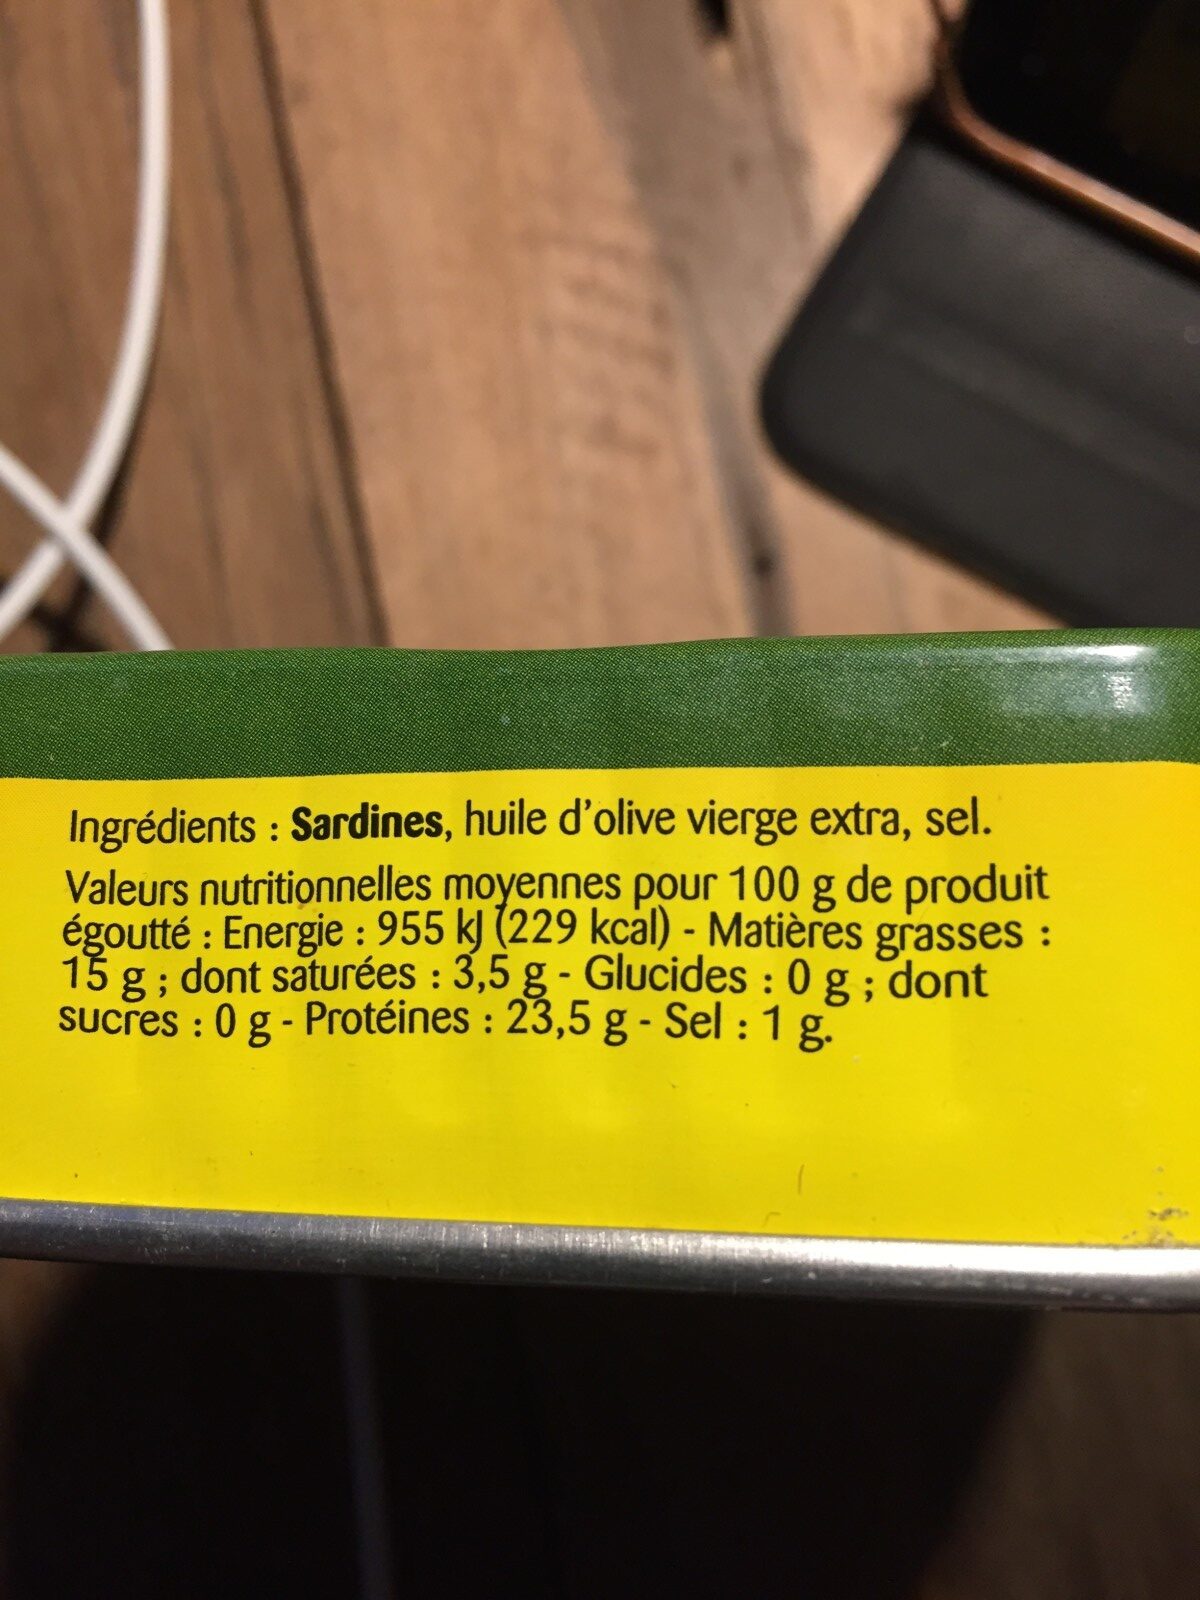 Ingrédients : Sardines, huile d'olive vierge extra, sel.
Valeurs nutritionnelles moyennes pour 100 g de produit
égoutté : Energie : 955 kJ (229 kcal) - Matières grasses :
15 g ; dont saturées : 3,5 g - Glucides : 0 g ; dont
sucres : 0 g - Protéines : 23,5 g - Sel : 1 g.